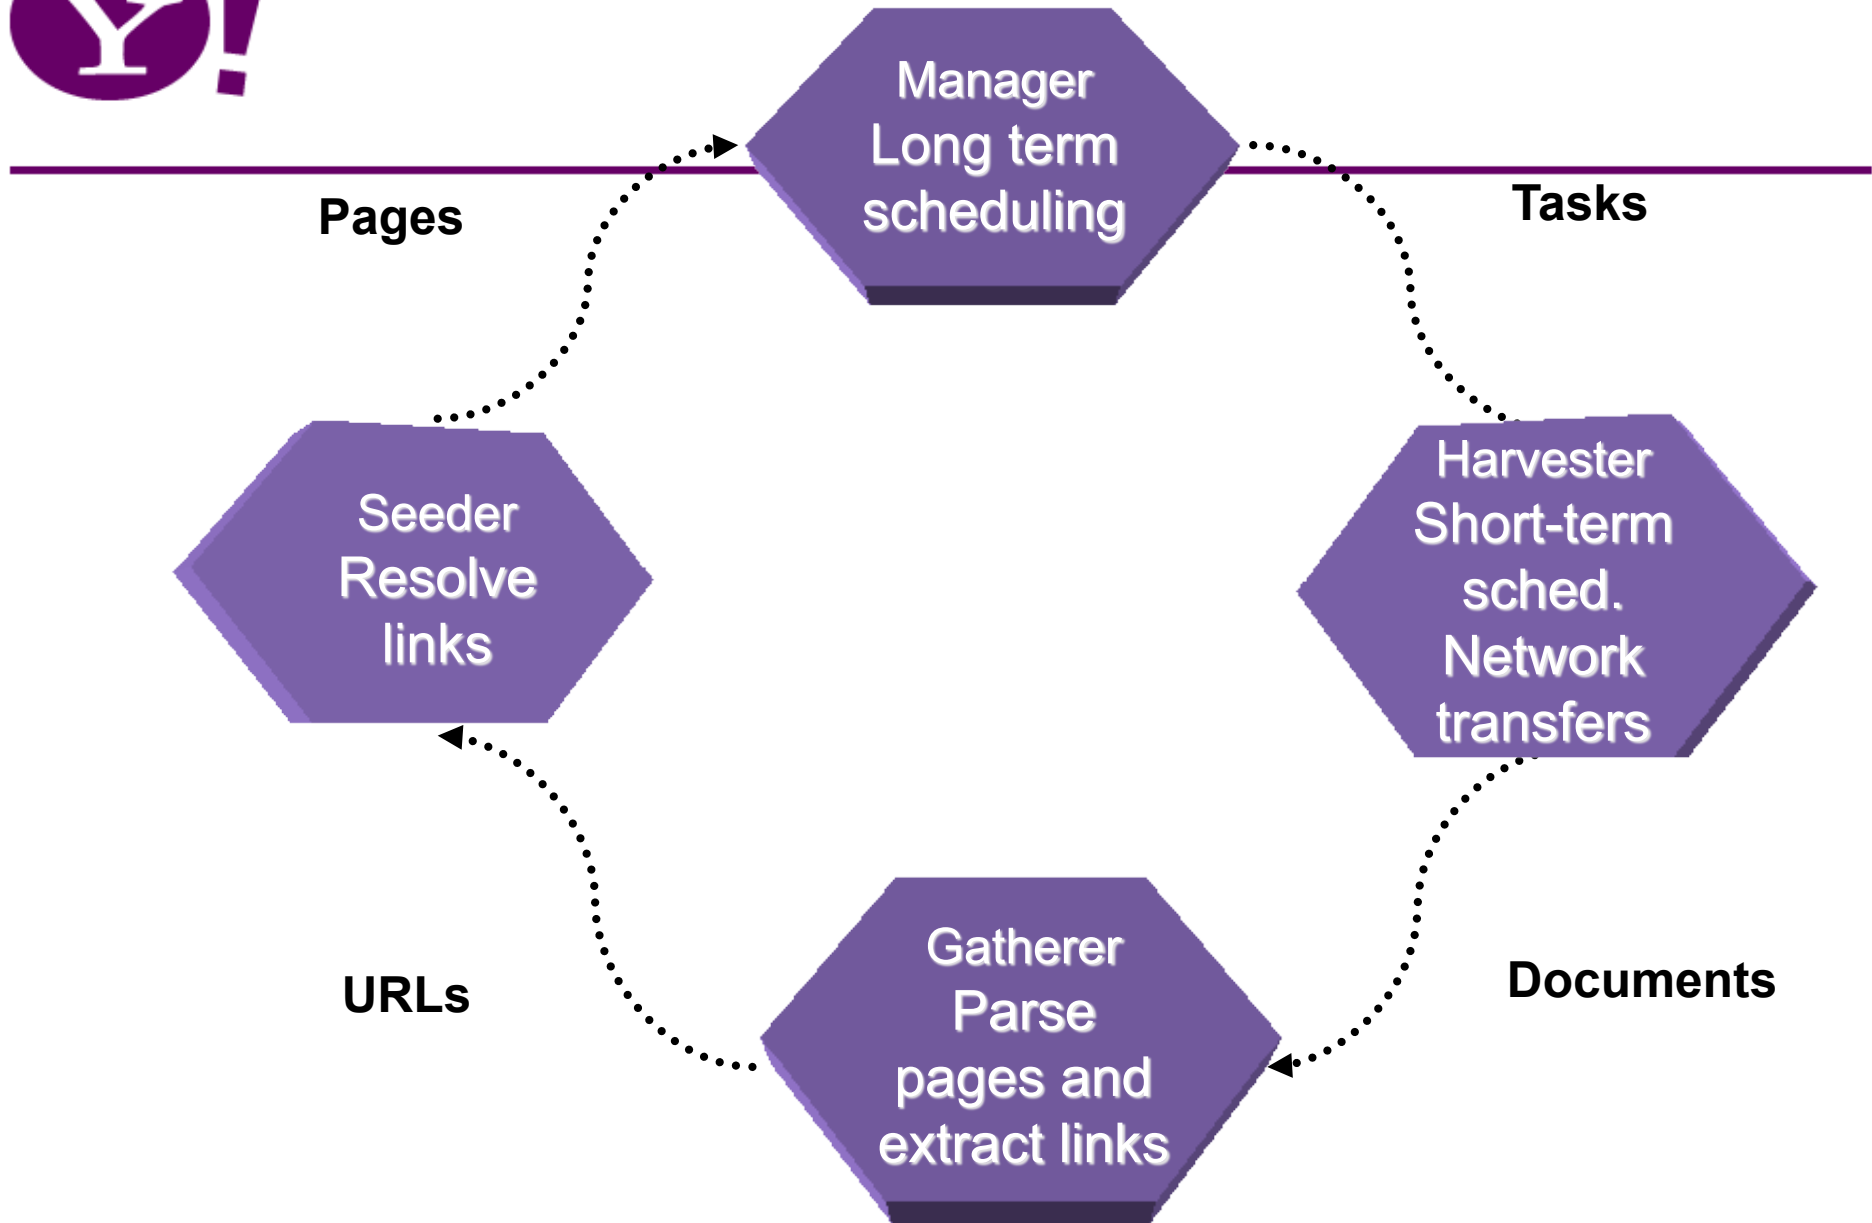 Y!
Manager
Long term
scheduling
Pages
Tasks
Seeder
Resolve
links
Harvester
Short-term
sched.
Network
transfers
URLs
Documents
Gatherer
Parse
pages and
extract links